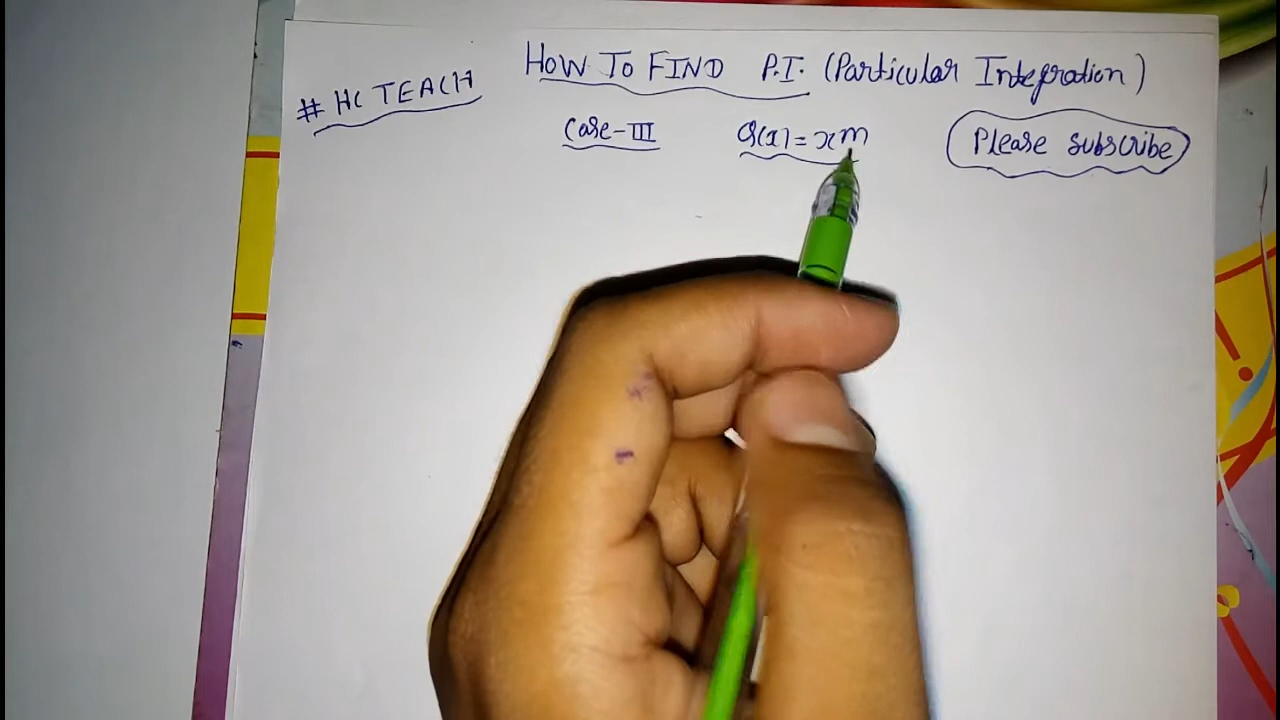 HOW TO FIND P.I. (Particular Integration)
# HC TEACH
Case-III Q(x) = x^m
Please subscribe